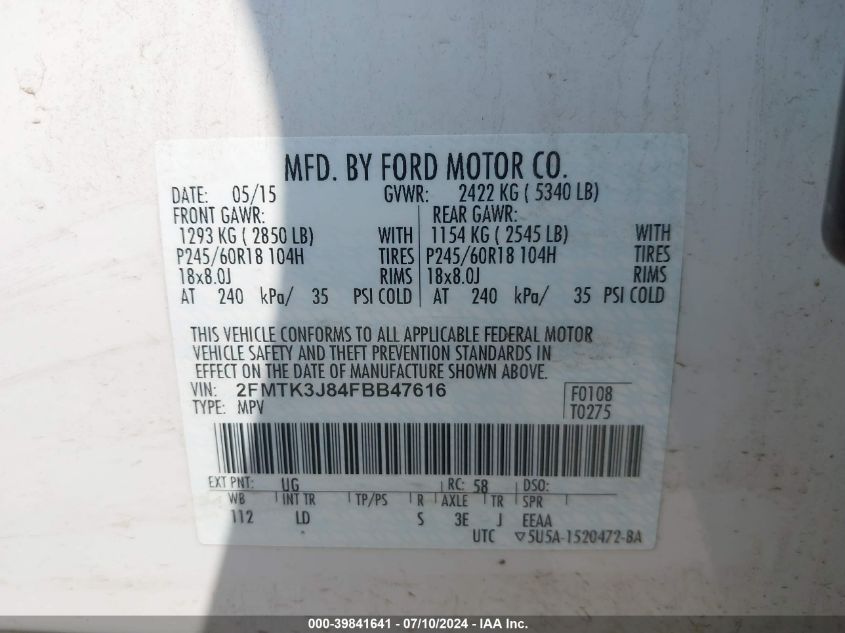 MFD. BY FORD MOTOR CO.
DATE: 05/15 GVWR: 2422 KG ( 5340 LB)
FRONT GAWR: REAR GAWR:
1293 KG ( 2850 LB) WITH 1154 KG ( 2545 LB) WITH
P245/60R18 104H TIRES P245/60R18 104H TIRES
18x8.0J RIMS 18x8.0J RIMS
AT 240 kPa/ 35 PSI COLD AT 240 kPa/ 35 PSI COLD
THIS VEHICLE CONFORMS TO ALL APPLICABLE FEDERAL MOTOR
VEHICLE SAFETY AND THEFT PREVENTION STANDARDS IN
EFFECT ON THE DATE OF MANUFACTURE SHOWN ABOVE.
VIN: 2FMTK3J84FBB47616 F0108
TYPE: MPV T0275
EXT PNT: UG RC: 58 DSO:
WB INT TR TP/PS R AXLE TR SPR
112 LD S 3E J EEAA
UTC ▽5U5A-1520472-BA
000-39841641 / 07/10/2024 - IAA Inc.